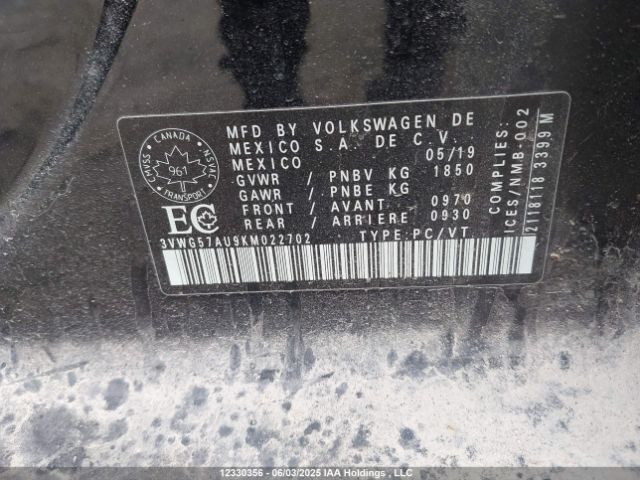 MFD BY VOLKSWAGEN DE
MEXICO S.A. DE C.V.
MEXICO 05/19
GVWR / PNBV KG 1850
GAWR / PNBE KG
FRONT / AVANT 0970
REAR / ARRIERE 0930
3VWG57AU9KM022702 TYPE:PC/VT
CANADA
CMVSS
NSVAC
961
TRANSPORT
EC
COMPLIES:
ICES/NMB-002
2118118 3399 M
12330356 - 06/03/2025 IAA Holdings , LLC